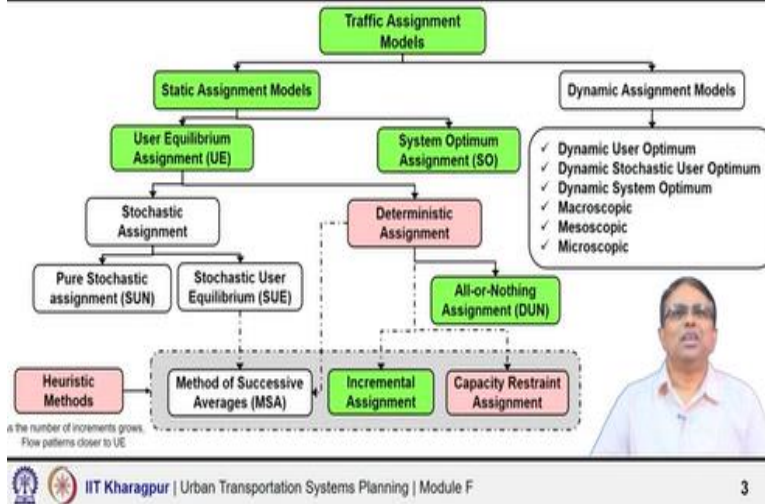 Traffic Assignment
Models
Static Assignment Models
Dynamic Assignment Models
User Equilibrium
Assignment (UE)
System Optimum
Assignment (SO)
✓ Dynamic User Optimum
✓ Dynamic Stochastic User Optimum
✓ Dynamic System Optimum
✓ Macroscopic
✓ Mesoscopic
✓ Microscopic
Stochastic
Assignment
Deterministic
Assignment
Pure Stochastic
assignment (SUN)
Stochastic User
Equilibrium (SUE)
All-or-Nothing
Assignment (DUN)
Heuristic
Methods
Method of Successive
Averages (MSA)
Incremental
Assignment
Capacity Restraint
Assignment
s the number of increments grows,
Flow patterns closer to UE
IIT Kharagpur | Urban Transportation Systems Planning | Module F
3